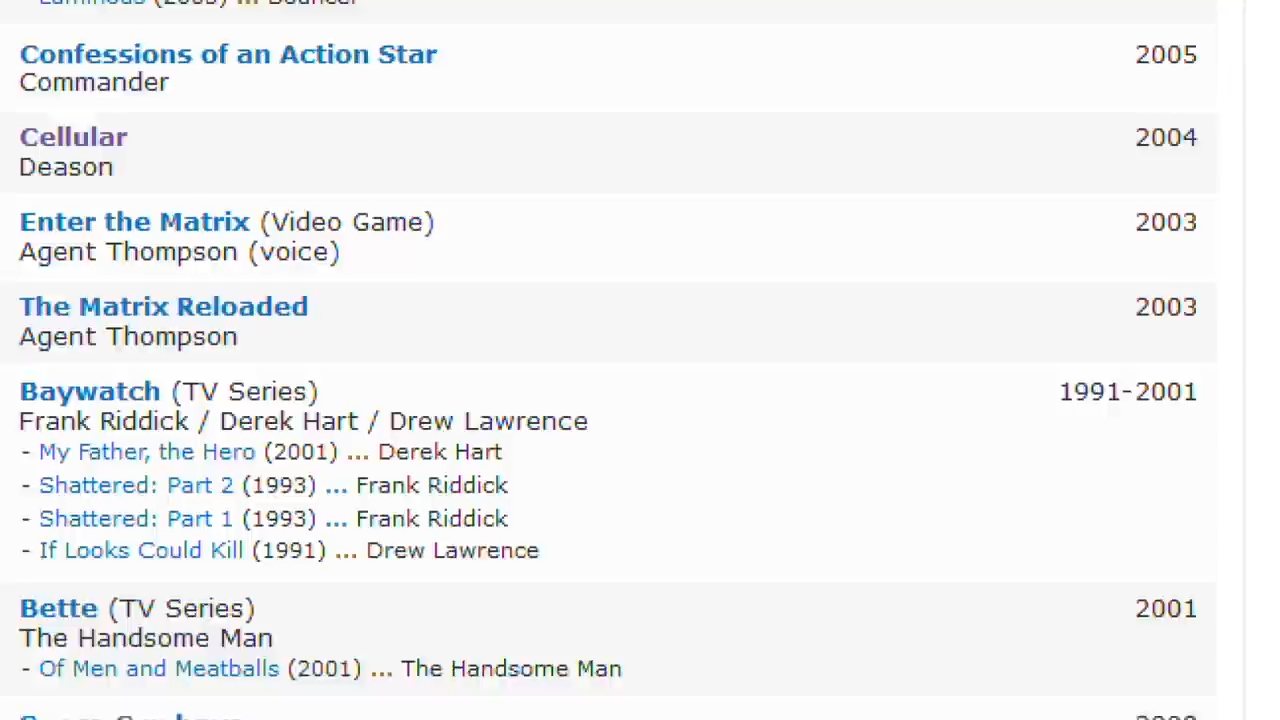 Luminous (2005) ... Bouncer
Confessions of an Action Star 2005
Commander
Cellular 2004
Deason
Enter the Matrix (Video Game) 2003
Agent Thompson (voice)
The Matrix Reloaded 2003
Agent Thompson
Baywatch (TV Series) 1991-2001
Frank Riddick / Derek Hart / Drew Lawrence
- My Father, the Hero (2001) ... Derek Hart
- Shattered: Part 2 (1993) ... Frank Riddick
- Shattered: Part 1 (1993) ... Frank Riddick
- If Looks Could Kill (1991) ... Drew Lawrence
Bette (TV Series) 2001
The Handsome Man
- Of Men and Meatballs (2001) ... The Handsome Man